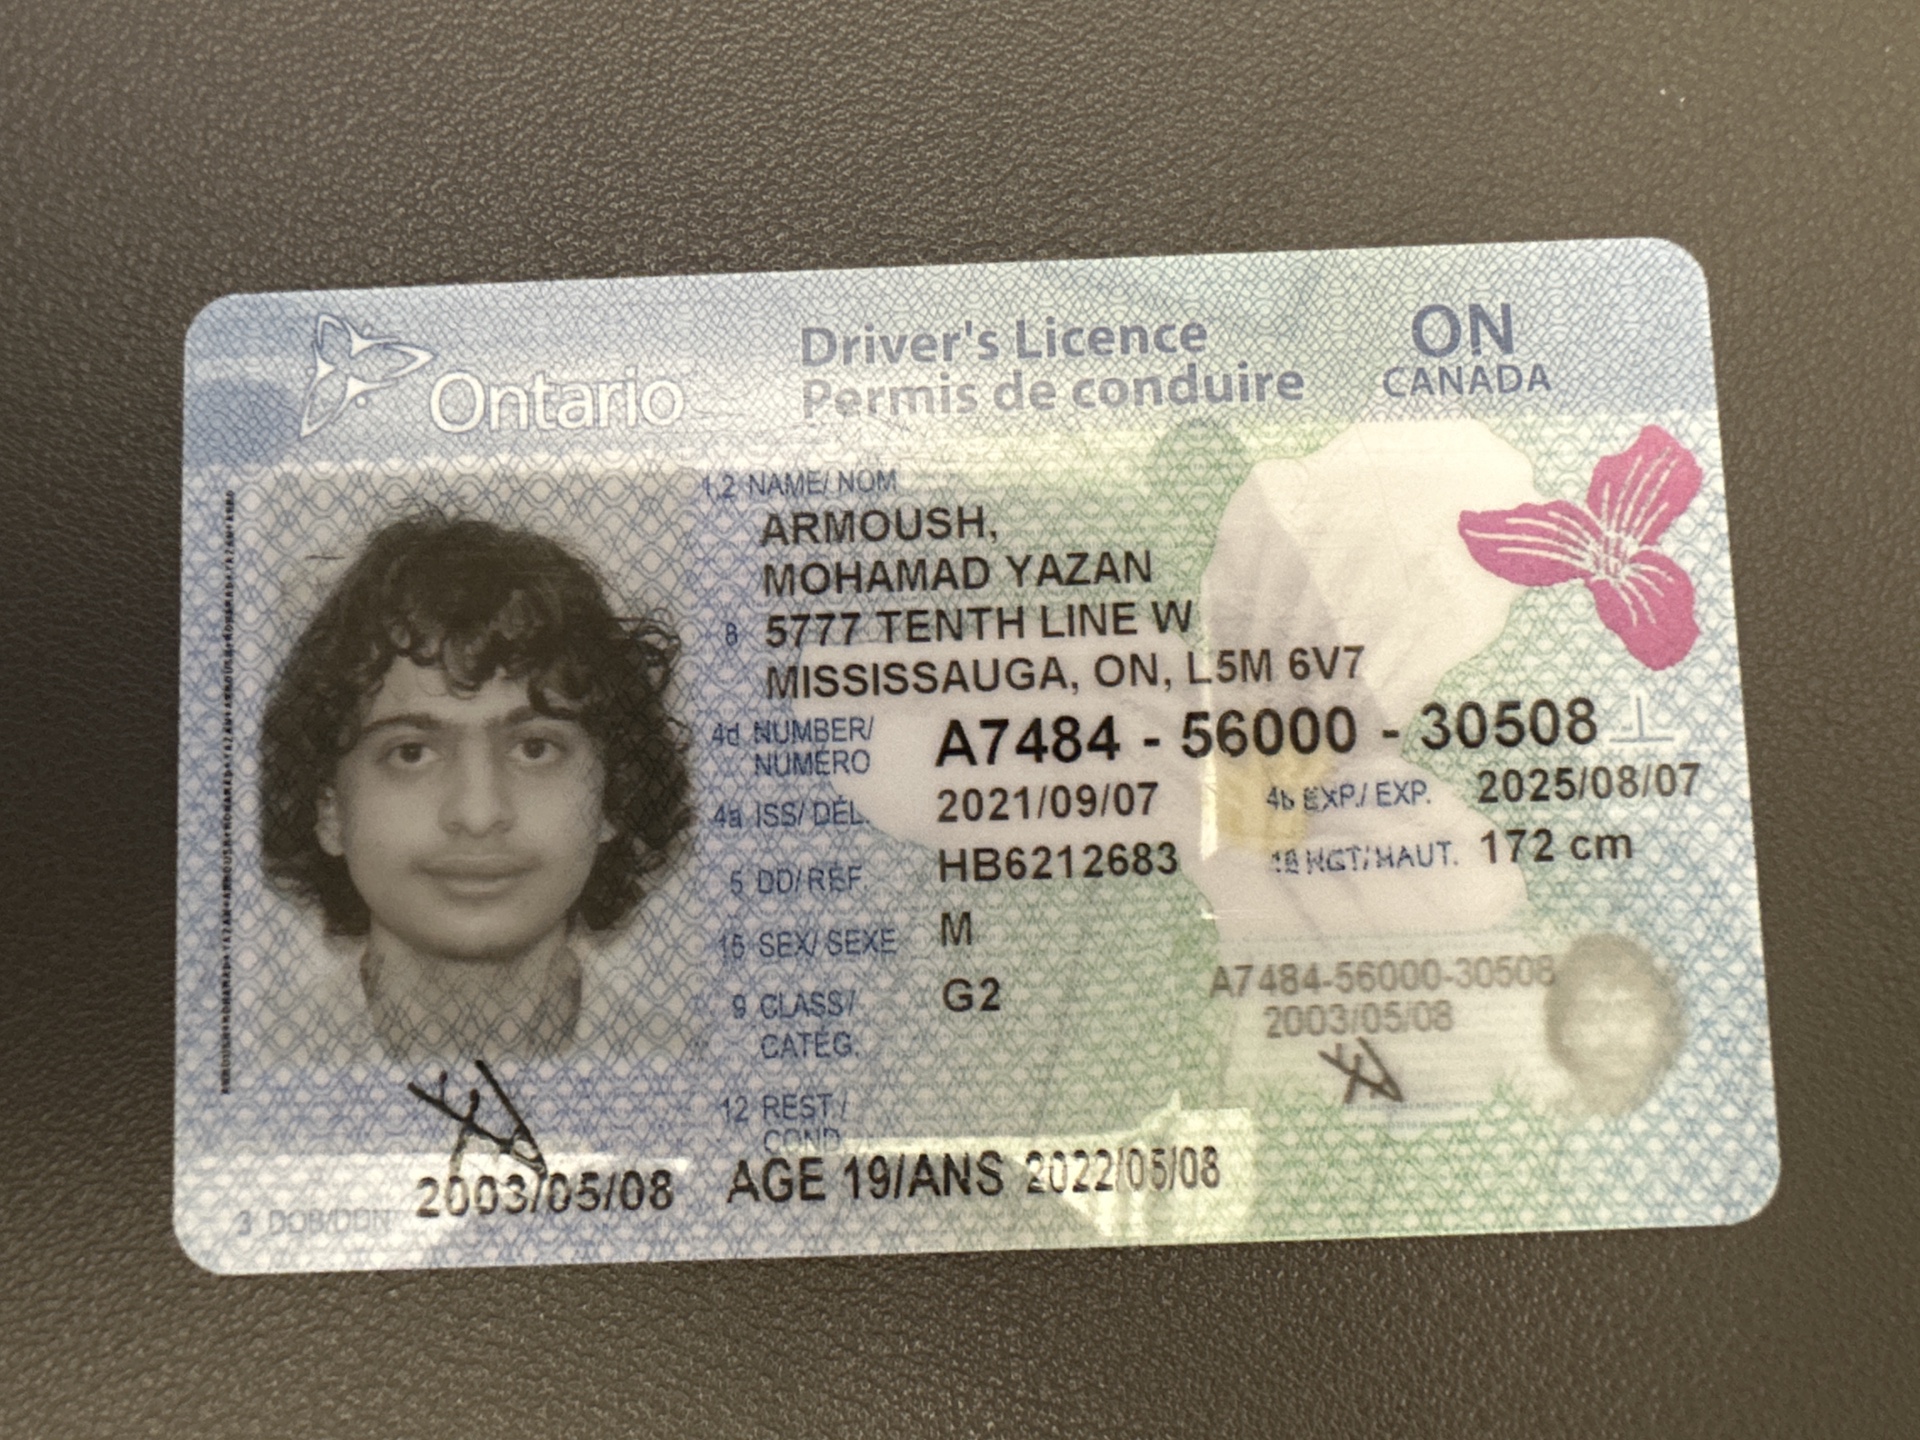 Ontario
Driver's Licence
Permis de conduire
ON
CANADA
1,2 NAME/ NOM
ARMOUSH,
MOHAMAD YAZAN
8 5777 TENTH LINE W
MISSISSAUGA, ON, L5M 6V7
4d NUMBER/ NUMÉRO A7484 - 56000 - 30508
4a ISS/ DÉL. 2021/09/07 4b EXP./ EXP. 2025/08/07
5 DD/ RÉF. HB6212683 16 HGT/HAUT. 172 cm
15 SEX/ SEXE M
9 CLASS/ CATÉG. G2
A7484-56000-30508
2003/05/08
12 REST./ COND.
3 DOB/DDN 2003/05/08 AGE 19/ANS 2022/05/08